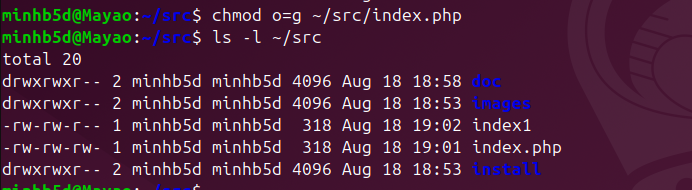 minhb5d@Mayao:~/src$ chmod o=g ~/src/index.php
minhb5d@Mayao:~/src$ ls -l ~/src
total 20
drwxrwxr-- 2 minhb5d minhb5d 4096 Aug 18 18:58 doc
drwxrwxr-- 2 minhb5d minhb5d 4096 Aug 18 18:53 images
-rw-rw-r-- 1 minhb5d minhb5d  318 Aug 18 19:02 index1
-rw-rw-rw- 1 minhb5d minhb5d  318 Aug 18 19:01 index.php
drwxrwxr-- 2 minhb5d minhb5d 4096 Aug 18 18:53 install
minhb5d@Mayao:~/src$